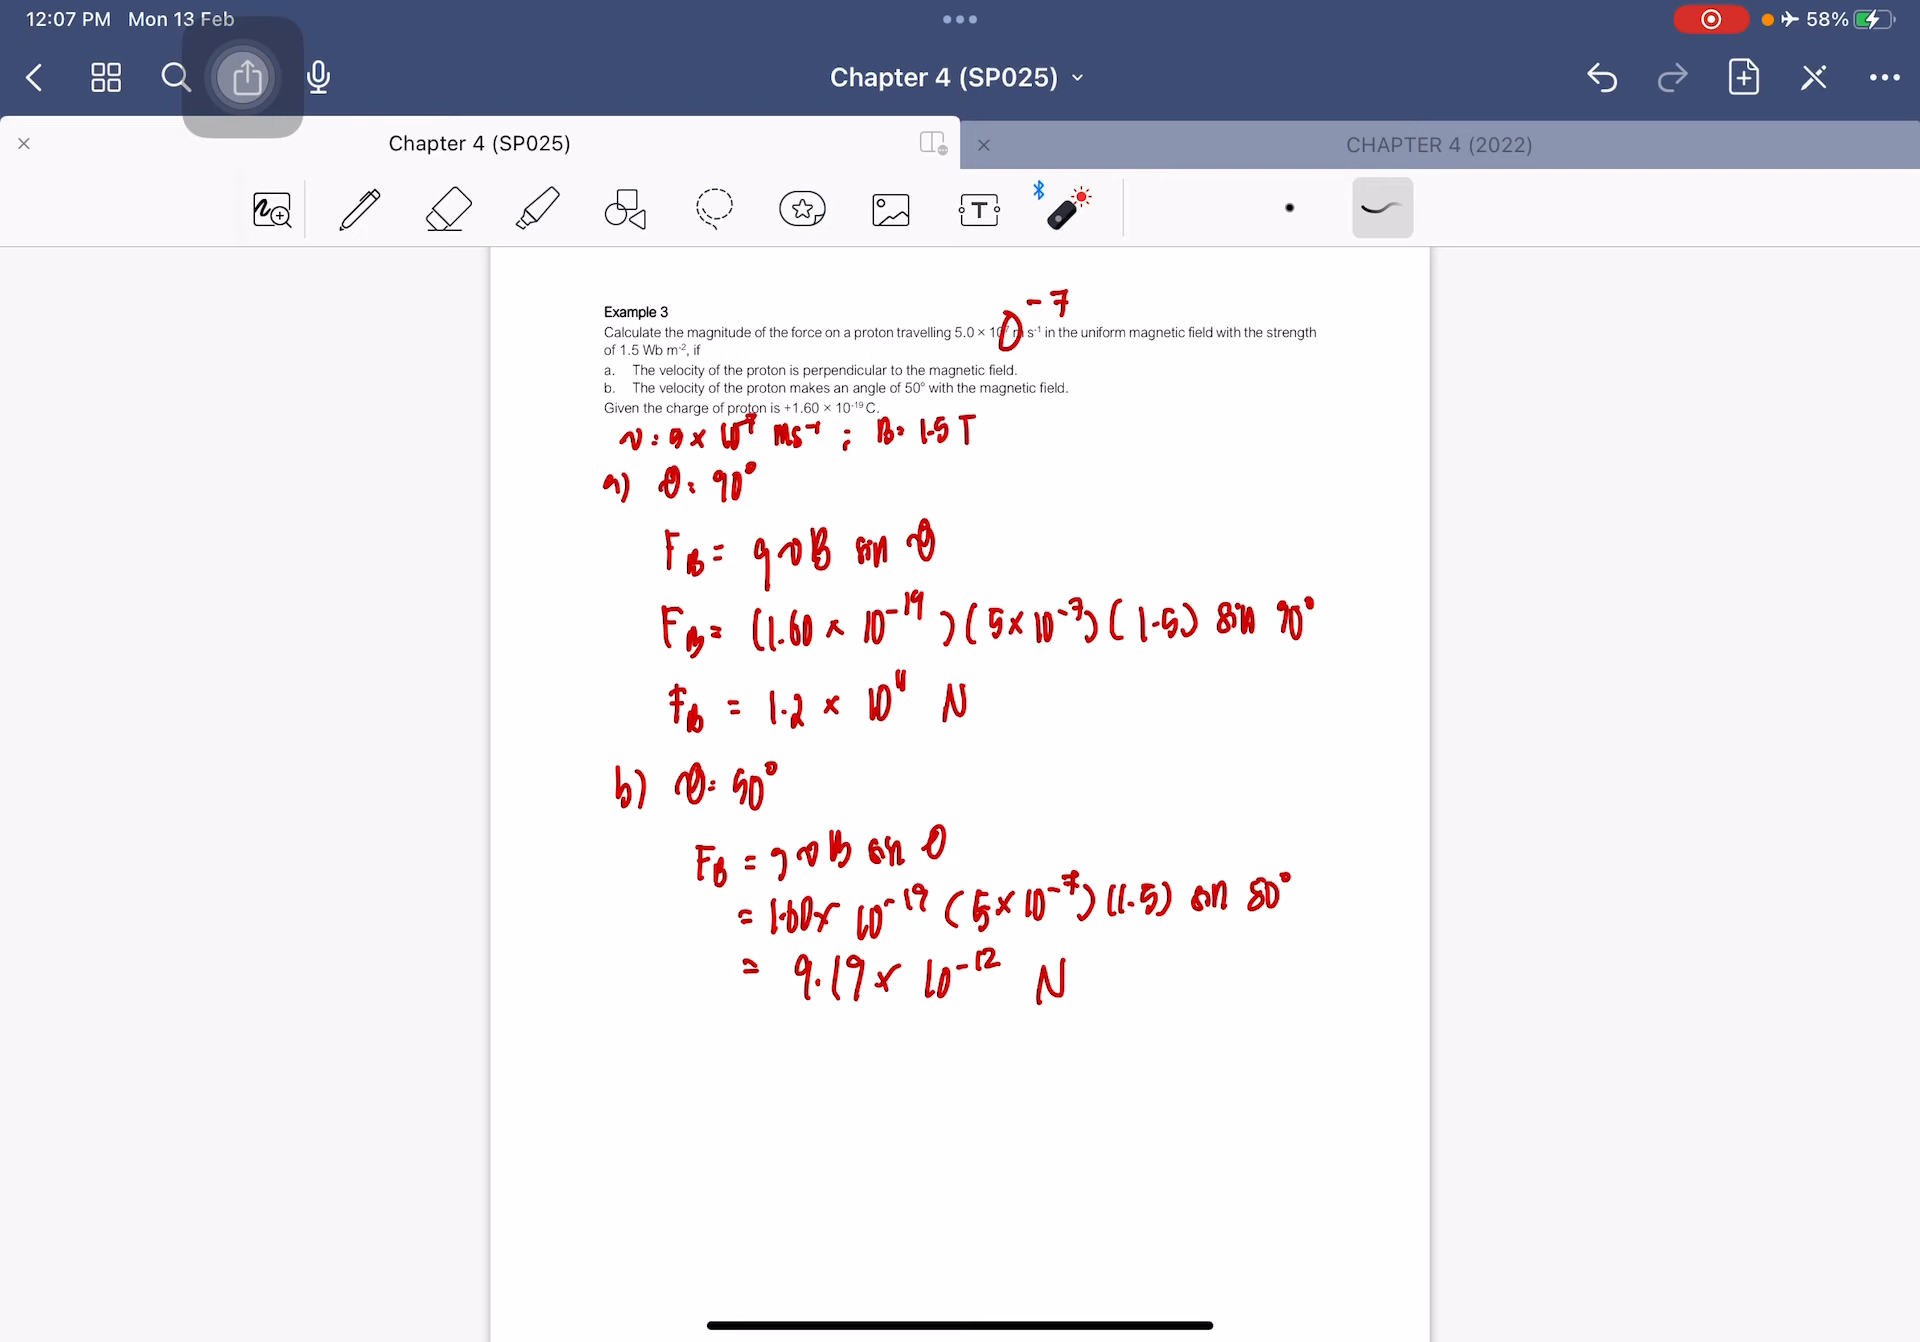 12:07 PM Mon 13 Feb
58%
Chapter 4 (SP025)
Chapter 4 (SP025)
CHAPTER 4 (2022)
T
Example 3
0⁻⁷
Calculate the magnitude of the force on a proton travelling 5.0 × 10⁷ m s⁻¹ in the uniform magnetic field with the strength
of 1.5 Wb m⁻², if
a. The velocity of the proton is perpendicular to the magnetic field.
b. The velocity of the proton makes an angle of 50° with the magnetic field.
Given the charge of proton is +1.60 × 10⁻¹⁹ C.
v = 5 × 10⁻⁷ ms⁻¹ ; B = 1.5 T
a) θ = 90°
F_B = qvB sin θ
F_B = (1.60 × 10⁻¹⁹)(5 × 10⁻⁷)(1.5) sin 90°
F_B = 1.2 × 10 N
b) θ = 50°
F_B = qvB sin θ
= 1.60 × 10⁻¹⁹ (5 × 10⁻⁷)(1.5) sin 50°
= 9.19 × 10⁻¹² N